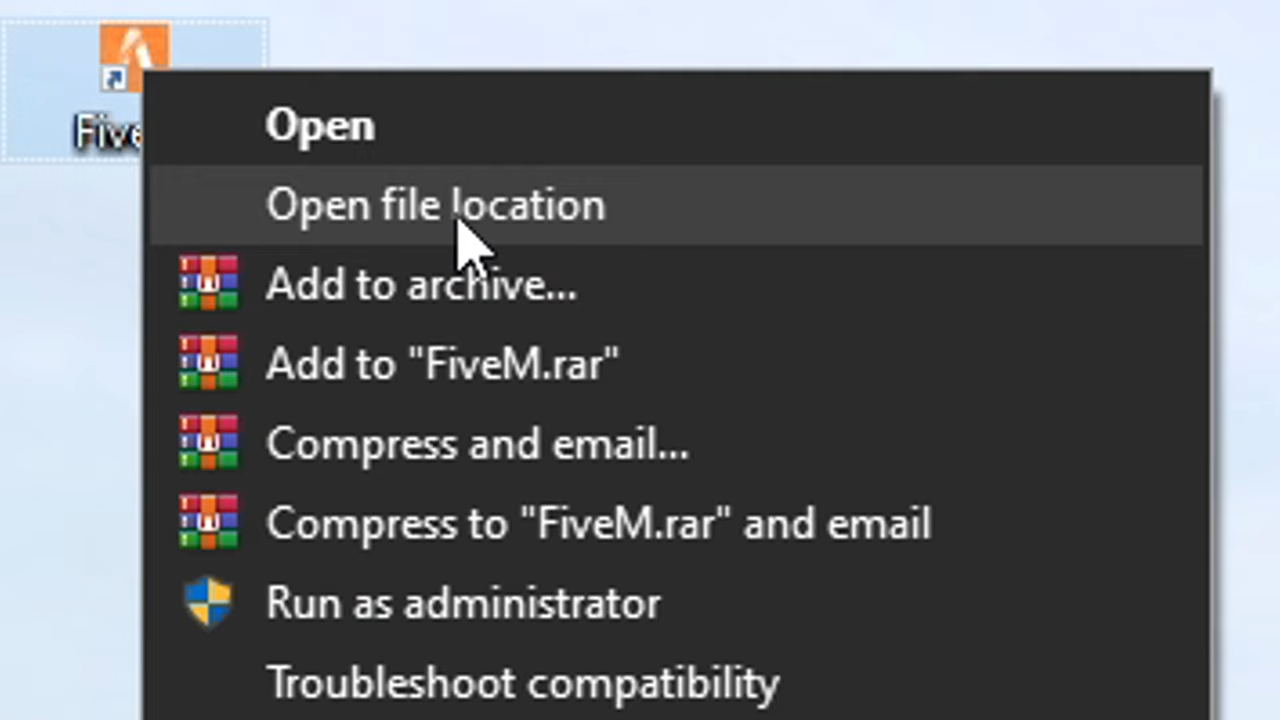 Five
Open
Open file location
Add to archive...
Add to "FiveM.rar"
Compress and email...
Compress to "FiveM.rar" and email
Run as administrator
Troubleshoot compatibility